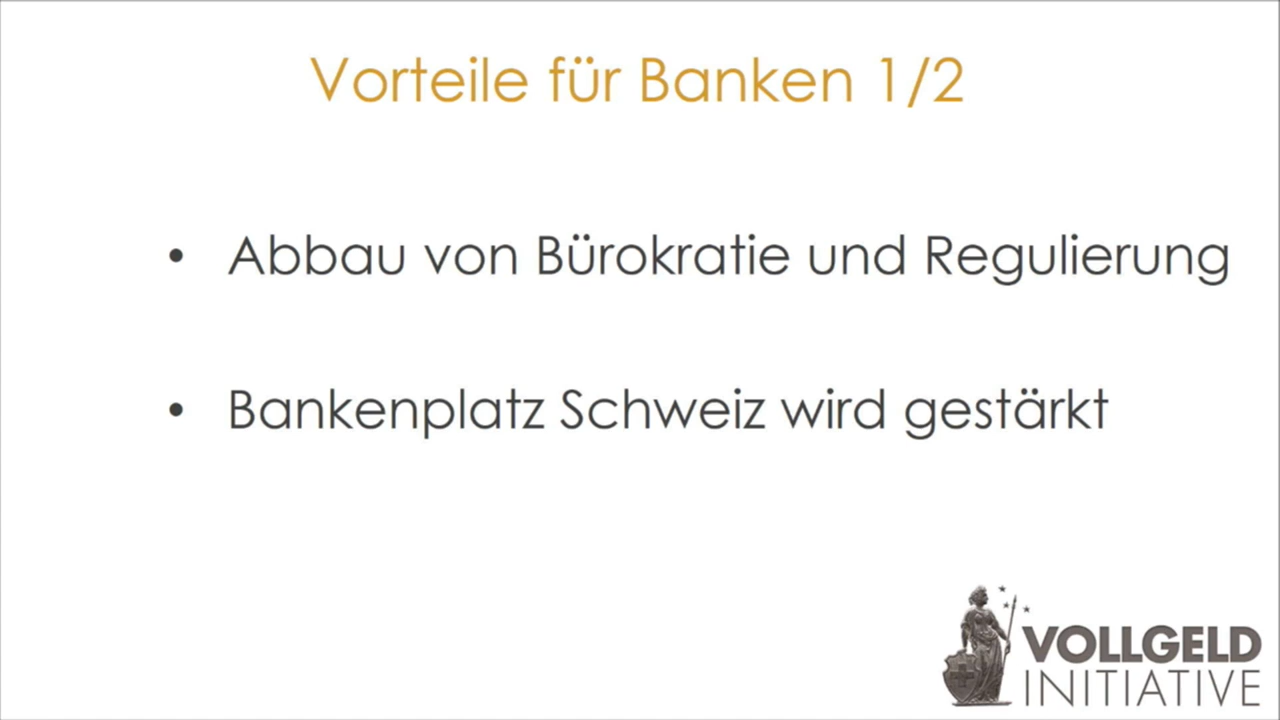 Vorteile für Banken 1/2
• Abbau von Bürokratie und Regulierung
• Bankenplatz Schweiz wird gestärkt
VOLLGELD
INITIATIVE